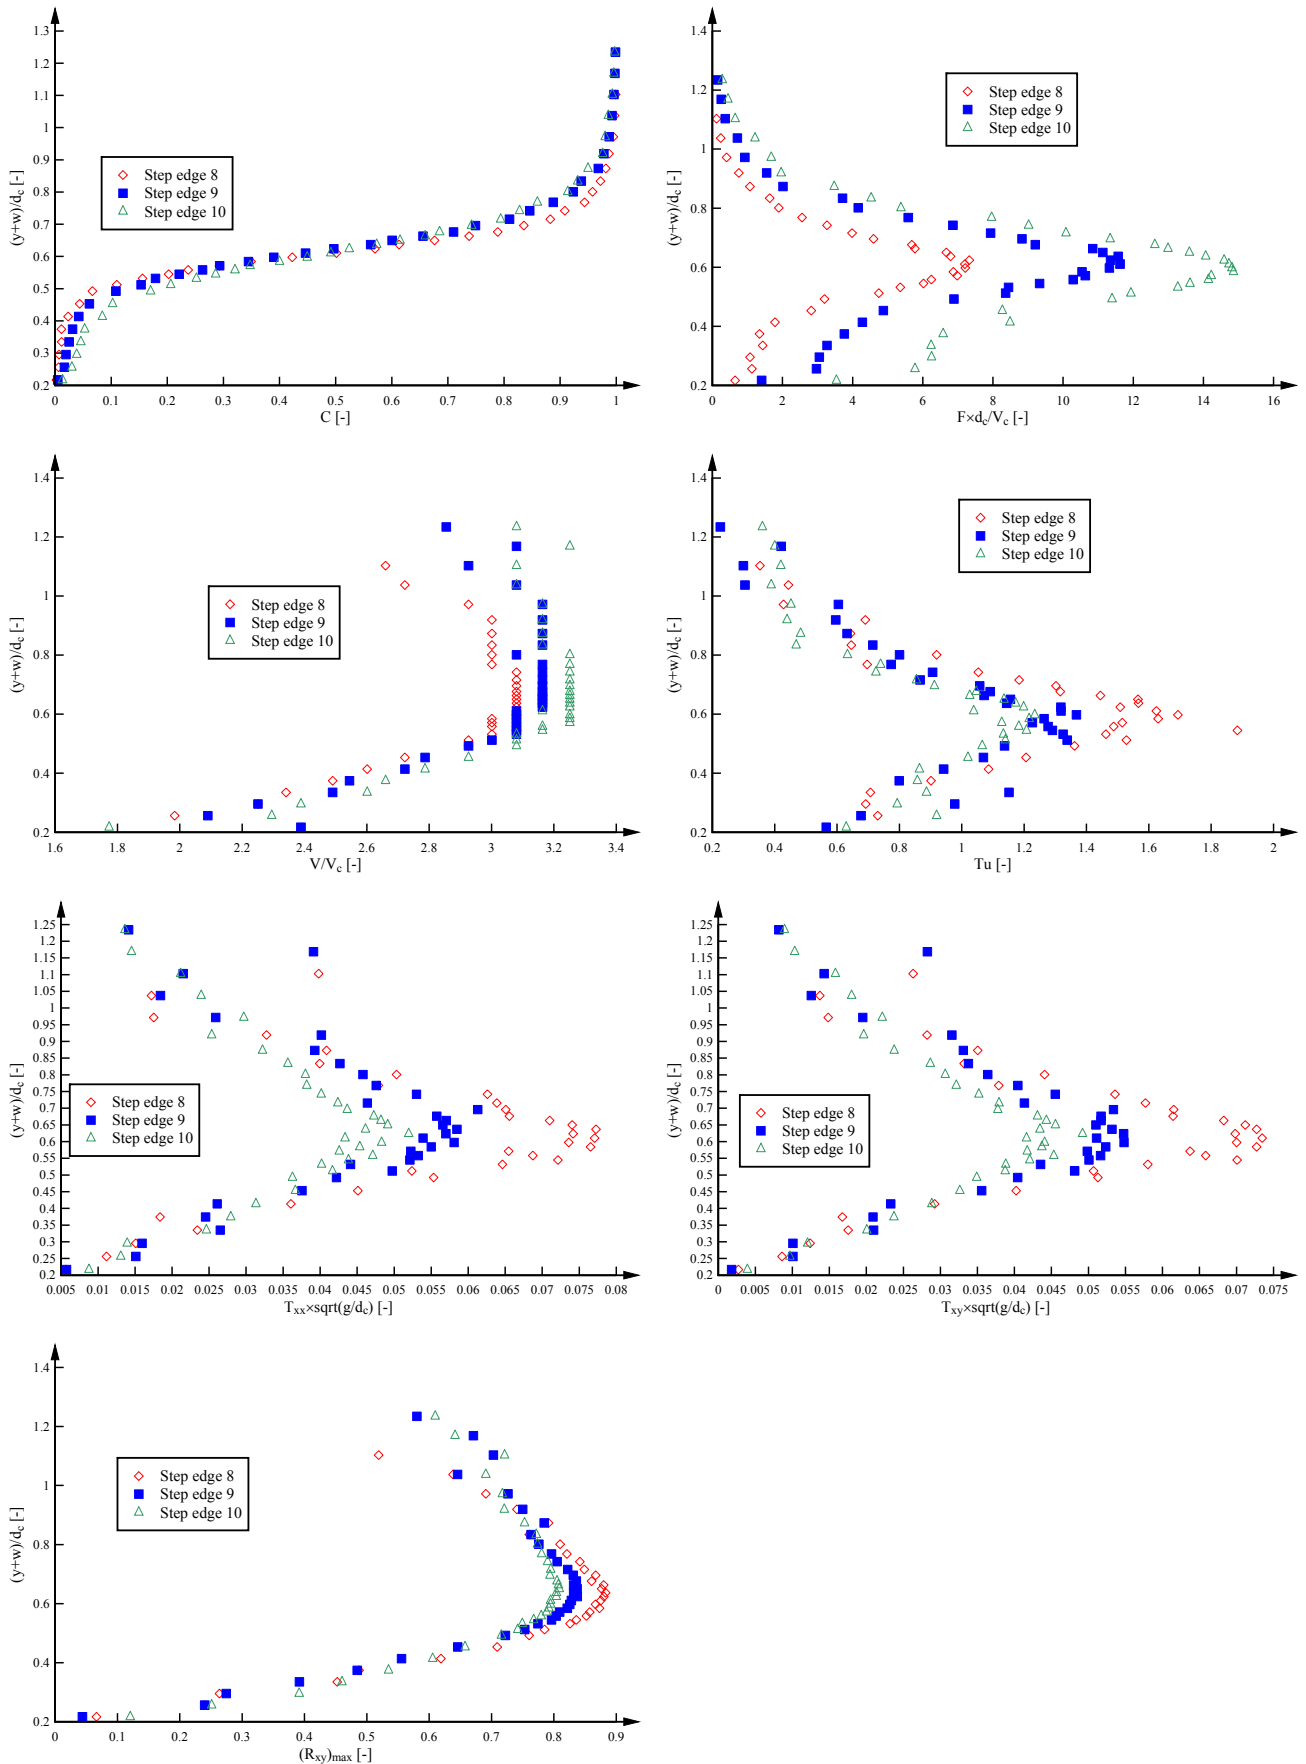 1.3
1.2
1.1
1
0.9
0.8
0.7
0.6
0.5
0.4
0.3
0.2
(y+w)/dc [-]
Step edge 8
Step edge 9
Step edge 10
0 0.1 0.2 0.3 0.4 0.5 0.6 0.7 0.8 0.9 1
C [-]
1.4
1.2
1
0.8
0.6
0.4
0.2
(y+w)/dc [-]
Step edge 8
Step edge 9
Step edge 10
0 2 4 6 8 10 12 14 16
F×dc/Vc [-]
1.4
1.2
1
0.8
0.6
0.4
0.2
(y+w)/dc [-]
Step edge 8
Step edge 9
Step edge 10
1.6 1.8 2 2.2 2.4 2.6 2.8 3 3.2 3.4
V/Vc [-]
1.4
1.2
1
0.8
0.6
0.4
0.2
(y+w)/dc [-]
Step edge 8
Step edge 9
Step edge 10
0.2 0.4 0.6 0.8 1 1.2 1.4 1.6 1.8 2
Tu [-]
1.25
1.2
1.1
1.05
1
0.95
0.9
0.85
0.8
0.75
0.7
0.65
0.6
0.55
0.5
0.45
0.4
0.35
0.3
0.25
0.2
(y+w)/dc [-]
Step edge 8
Step edge 9
Step edge 10
0.005 0.01 0.015 0.02 0.025 0.03 0.035 0.04 0.045 0.05 0.055 0.06 0.065 0.07 0.075 0.08
Txx×sqrt(g/dc) [-]
1.25
1.2
1.1
1.05
1
0.95
0.9
0.85
0.8
0.75
0.7
0.65
0.6
0.55
0.5
0.45
0.4
0.35
0.3
0.25
0.2
(y+w)/dc [-]
Step edge 8
Step edge 9
Step edge 10
0 0.005 0.01 0.015 0.02 0.025 0.03 0.035 0.04 0.045 0.05 0.055 0.06 0.065 0.07 0.075
Txy×sqrt(g/dc) [-]
1.4
1.2
1
0.8
0.6
0.4
0.2
(y+w)/dc [-]
Step edge 8
Step edge 9
Step edge 10
0 0.1 0.2 0.3 0.4 0.5 0.6 0.7 0.8 0.9
(Rxy)max [-]